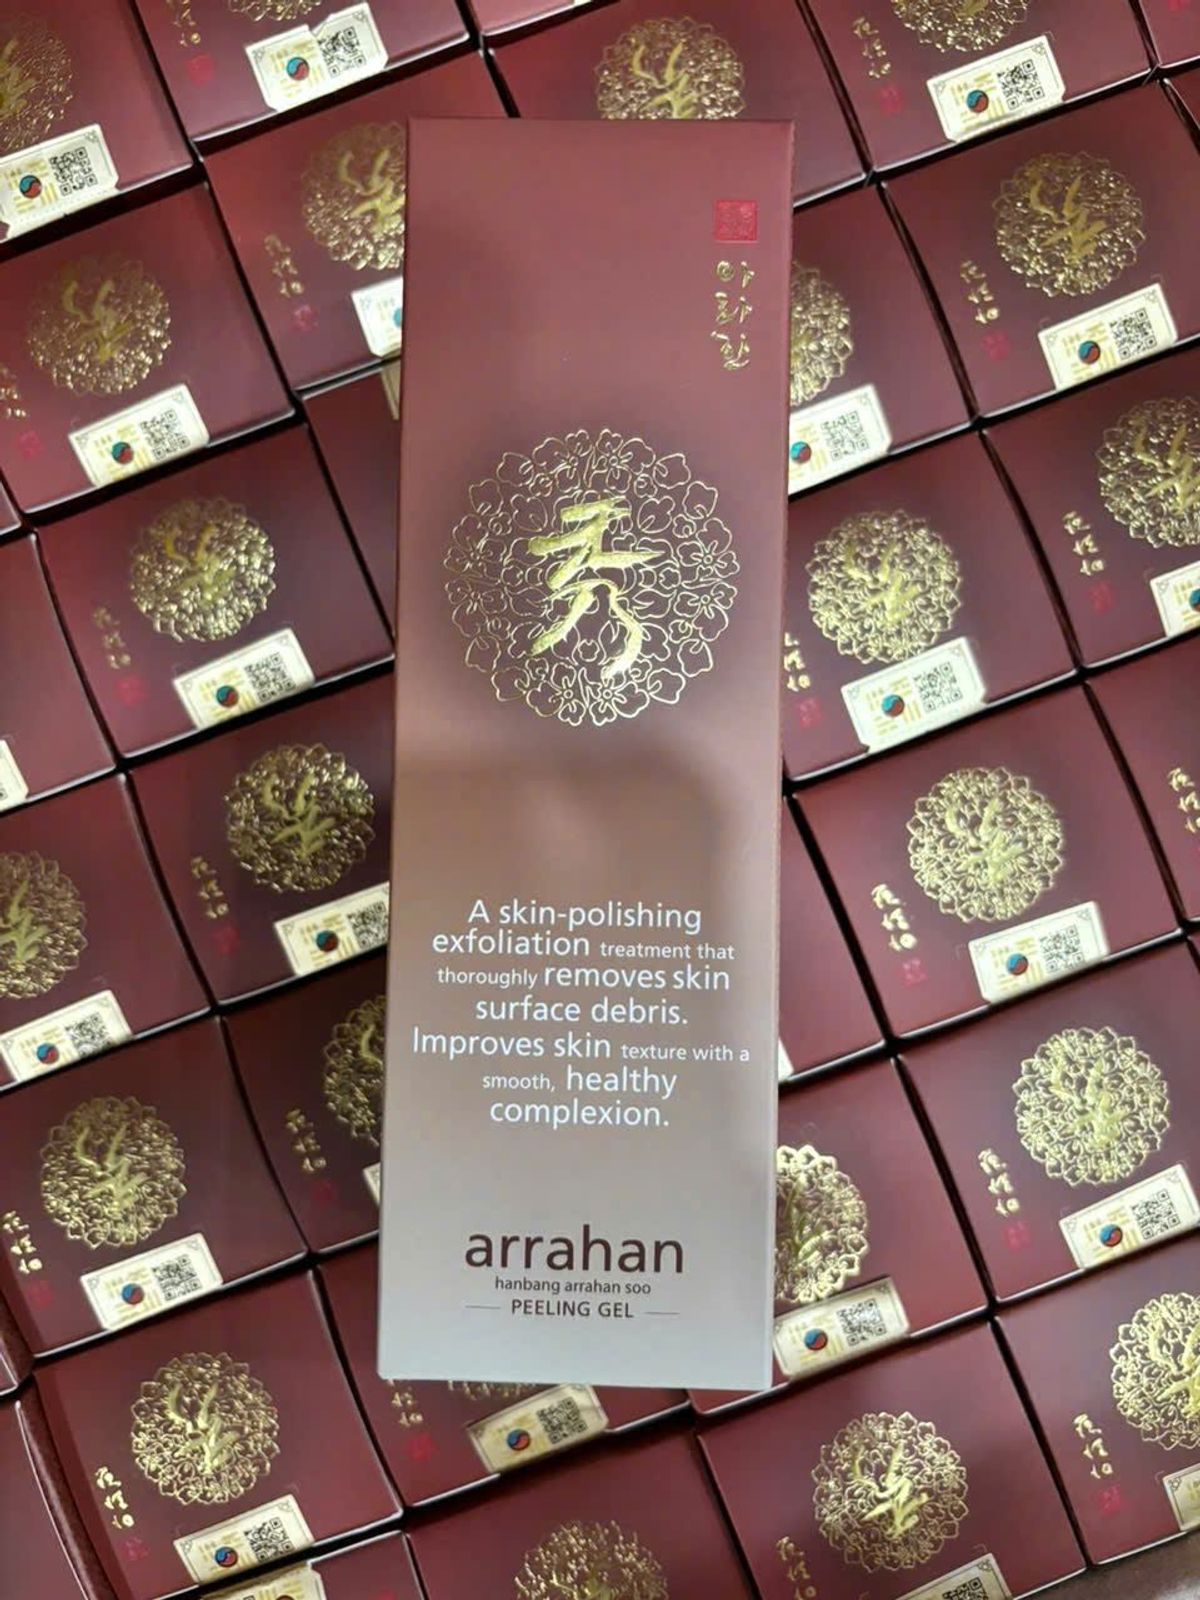 아라한
秀
A skin-polishing
exfoliation treatment that
thoroughly removes skin
surface debris.
Improves skin texture with a
smooth, healthy
complexion.
arrahan
hanbang arrahan soo
PEELING GEL